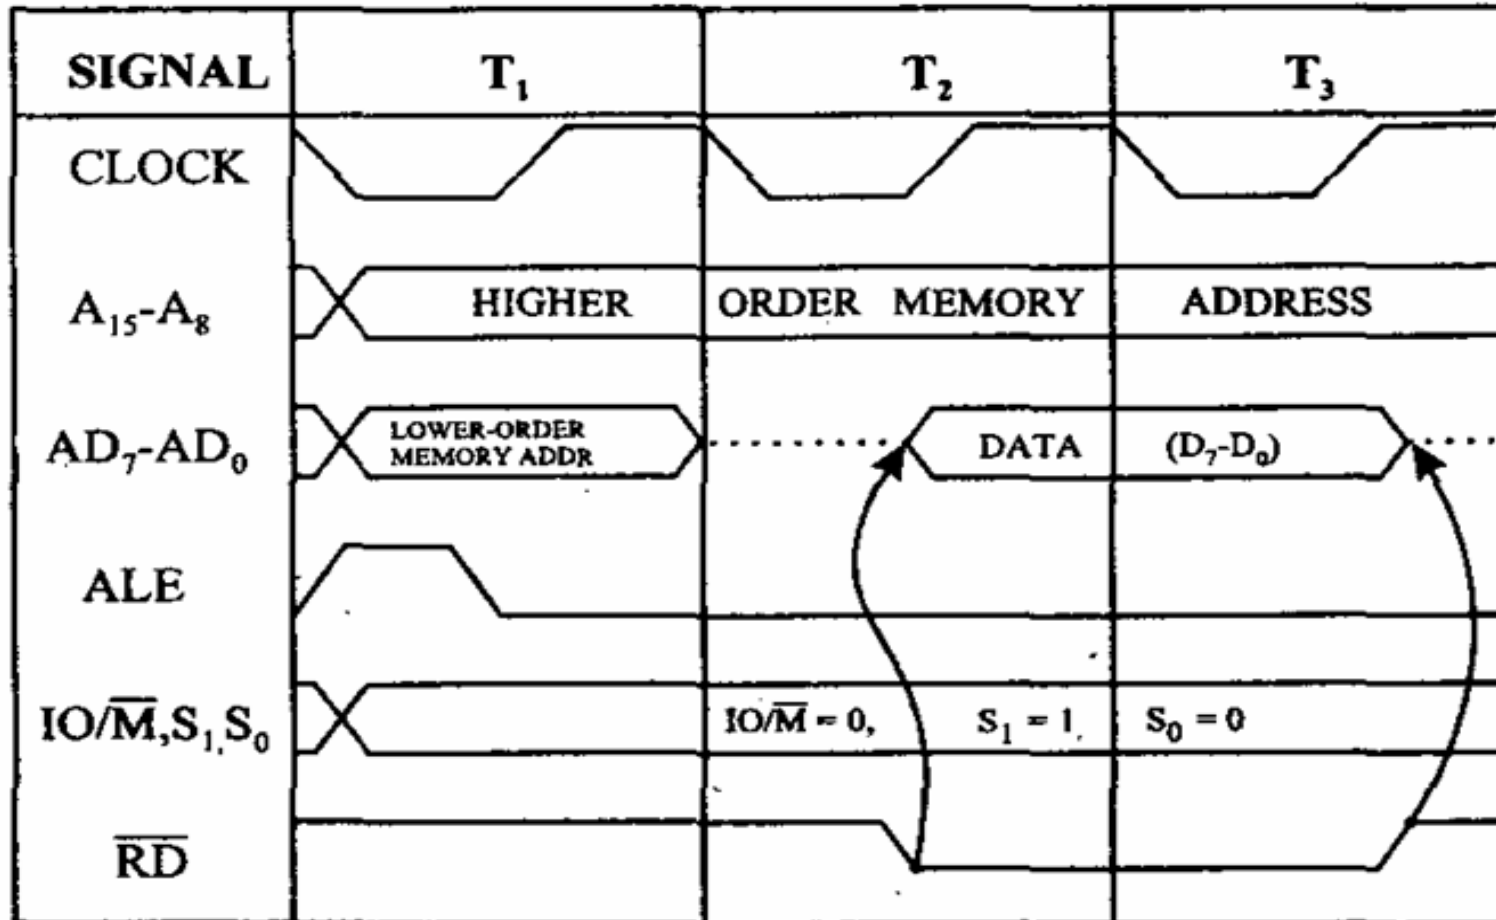 SIGNAL T₁ T₂ T₃
CLOCK
A₁₅-A₈ HIGHER ORDER MEMORY ADDRESS
AD₇-AD₀ LOWER-ORDER MEMORY ADDR DATA (D₇-D₀)
ALE
IO/M̅,S₁,S₀ IO/M̅ = 0, S₁ = 1, S₀ = 0
R̅D̅